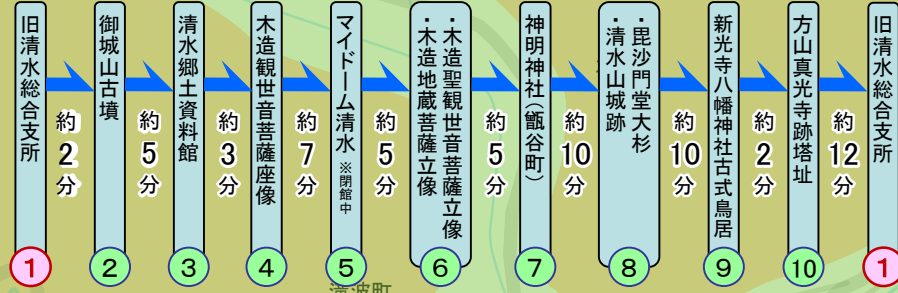 旧清水総合支所
①
約2分
御城山古墳
②
約5分
清水郷土資料館
③
約3分
木造観世音菩薩座像
④
約7分
マイドーム清水 ※閉館中
⑤
約5分
・木造聖観世音菩薩立像
・木造地蔵菩薩立像
⑥
約5分
神明神社(甑谷町)
⑦
約10分
・毘沙門堂大杉
・清水山城跡
⑧
約10分
新光寺八幡神社古式鳥居
⑨
約2分
方山真光寺跡塔址
⑩
約12分
旧清水総合支所
①
滝波町